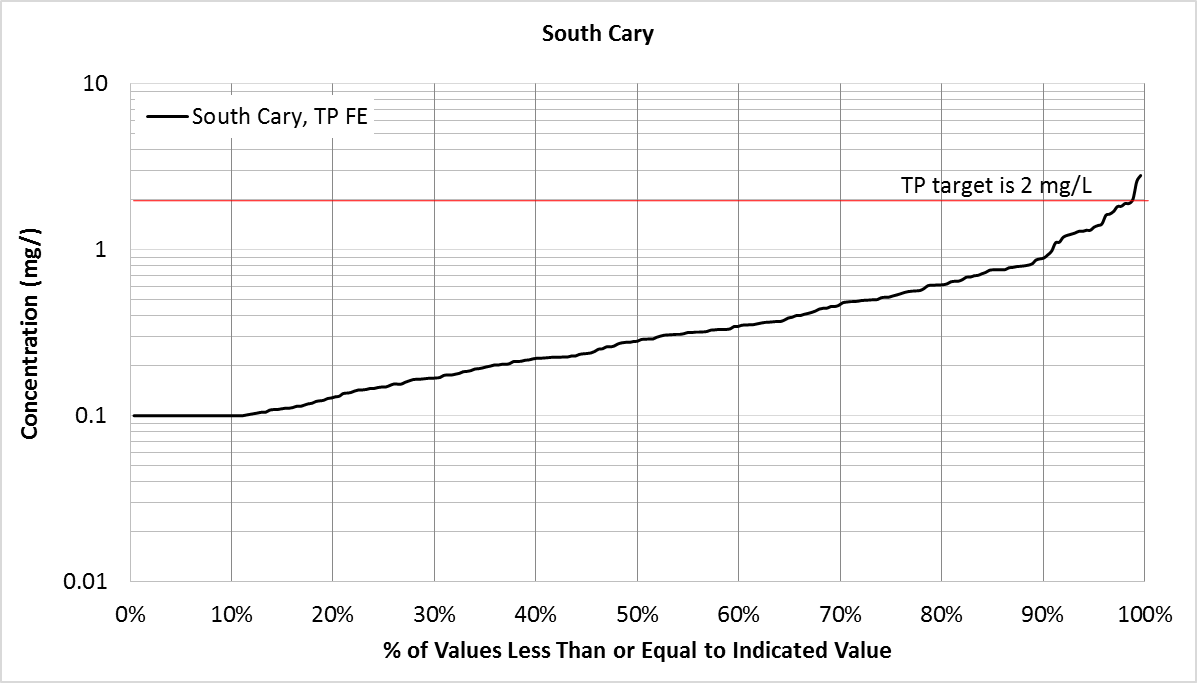 South Cary
10
South Cary, TP FE
TP target is 2 mg/L
1
0.1
0.01
Concentration (mg/)
0% 10% 20% 30% 40% 50% 60% 70% 80% 90% 100%
% of Values Less Than or Equal to Indicated Value